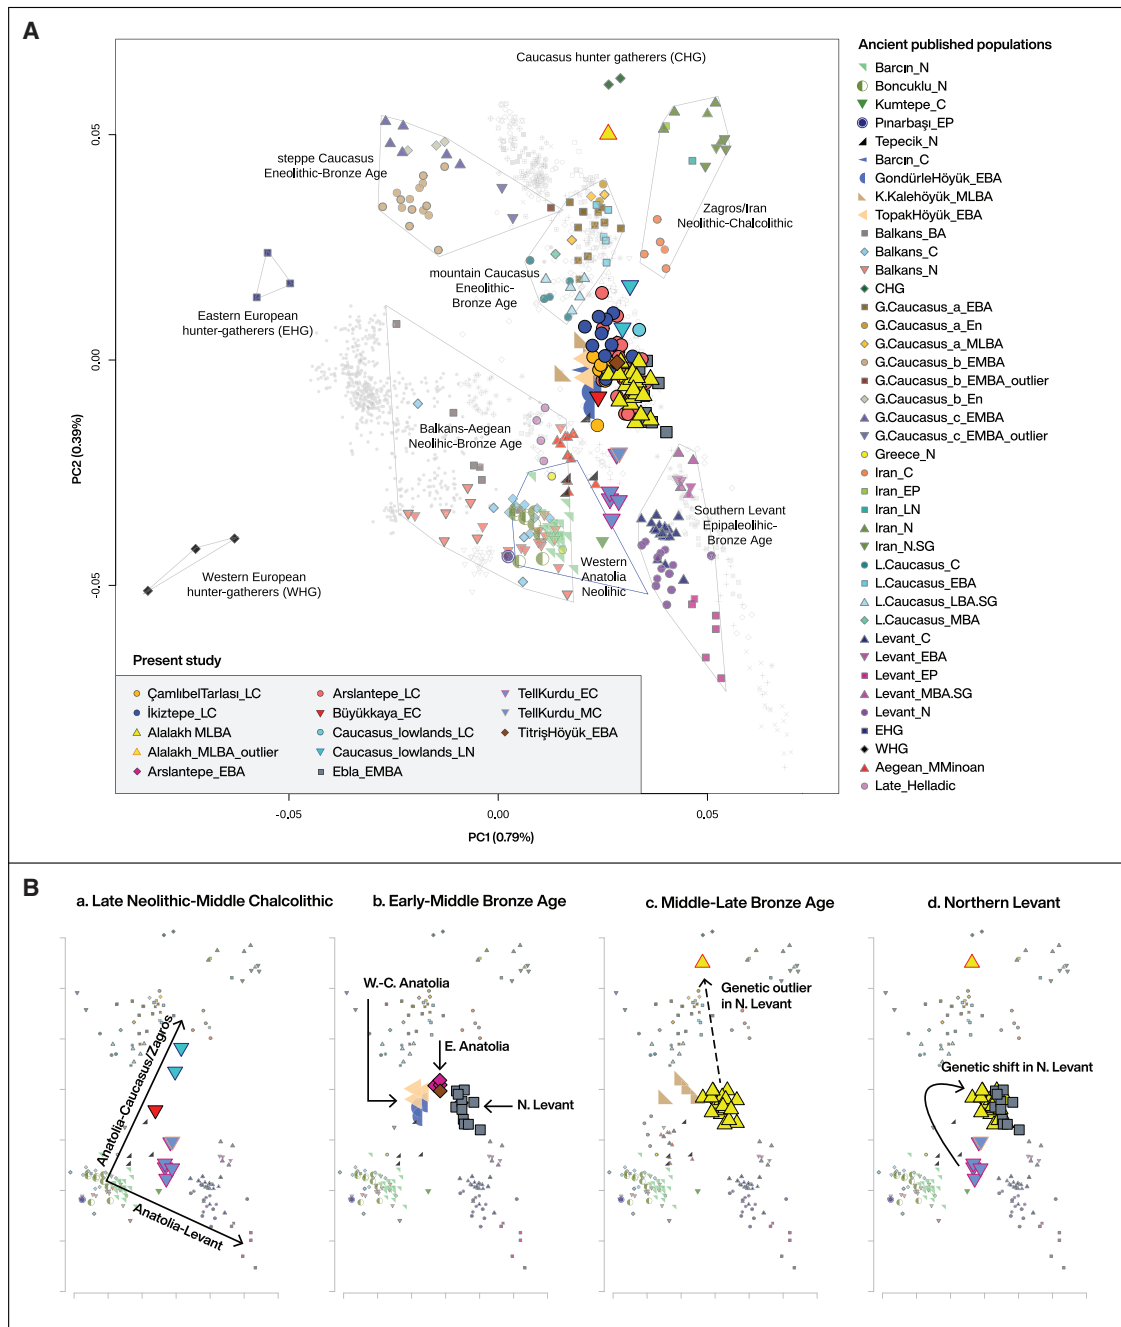 A
Caucasus hunter gatherers (CHG)
steppe Caucasus
Eneolithic-Bronze Age
Zagros/Iran
Neolithic-Chalcolithic
mountain Caucasus
Eneolithic-
Bronze Age
Eastern European
hunter-gatherers (EHG)
Balkans-Aegean
Neolihic-Bronze Age
Southern Levant
Epipaleolihic-
Bronze Age
Western
Anatolia
Neolihic
Western European
hunter-gatherers (WHG)
0.05
0.00
-0.05
PC2 (0.39%)
-0.05
0.00
0.05
PC1 (0.79%)
Present study
ÇamlıbelTarlası_LC
İkiztepe_LC
Alalakh MLBA
Alalakh_MLBA_outlier
Arslantepe_EBA
Arslantepe_LC
Büyükkaya_EC
Caucasus_lowlands_LC
Caucasus_lowlands_LN
Ebla_EMBA
TellKurdu_EC
TellKurdu_MC
TitrişHöyük_EBA
Ancient published populations
Barcın_N
Boncuklu_N
Kumtepe_C
Pınarbaşı_EP
Tepecik_N
Barcin_C
GondürleHöyük_EBA
K.Kalehöyük_MLBA
TopakHöyük_EBA
Balkans_BA
Balkans_C
Balkans_N
CHG
G.Caucasus_a_EBA
G.Caucasus_a_En
G.Caucasus_a_MLBA
G.Caucasus_b_EMBA
G.Caucasus_b_EMBA_outlier
G.Caucasus_b_En
G.Caucasus_c_EMBA
G.Caucasus_c_EMBA_outlier
Greece_N
Iran_C
Iran_EP
Iran_LN
Iran_N
Iran_N.SG
L.Caucasus_C
L.Caucasus_EBA
L.Caucasus_LBA.SG
L.Caucasus_MBA
Levant_C
Levant_EBA
Levant_EP
Levant_MBA.SG
Levant_N
EHG
WHG
Aegean_MMinoan
Late_Helladic
B
a. Late Neolithic-Middle Chalcolithic
Anatolia-Caucasus/Zagros
Anatolia-Levant
b. Early-Middle Bronze Age
W.-C. Anatolia
E. Anatolia
N. Levant
c. Middle-Late Bronze Age
Genetic outlier
in N. Levant
d. Northern Levant
Genetic shift in N. Levant